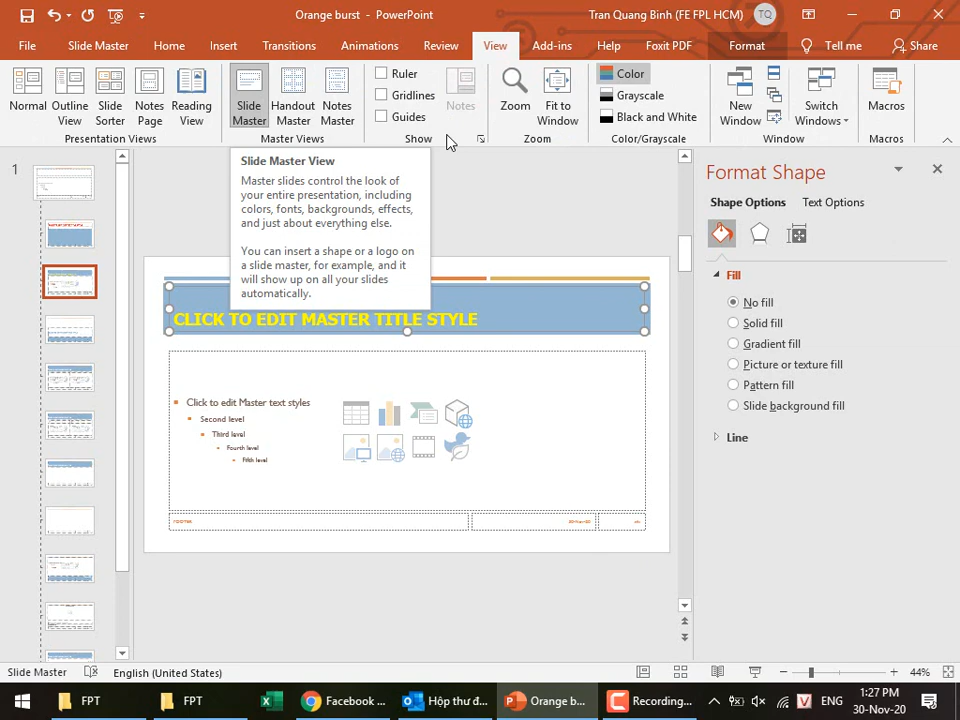 Orange burst - PowerPoint
Tran Quang Binh (FE FPL HCM)
TQ
File
Slide Master
Home
Insert
Transitions
Animations
Review
View
Add-ins
Help
Foxit PDF
Format
Tell me
Share
Normal
Outline View
Slide Sorter
Notes Page
Reading View
Slide Master
Handout Master
Notes Master
Ruler
Gridlines
Guides
Notes
Zoom
Fit to Window
Color
Grayscale
Black and White
New Window
Switch Windows
Macros
Presentation Views
Master Views
Show
Zoom
Color/Grayscale
Window
Macros
1
Slide Master View
Master slides control the look of
your entire presentation, including
colors, fonts, backgrounds, effects,
and just about everything else.
You can insert a shape or a logo on
a slide master, for example, and it
will show up on all your slides
automatically.
CLICK TO EDIT MASTER TITLE STYLE
Click to edit Master text styles
Second level
Third level
Fourth level
Fifth level
FOOTER
30-Nov-20
Format Shape
Shape Options
Text Options
Fill
No fill
Solid fill
Gradient fill
Picture or texture fill
Pattern fill
Slide background fill
Line
Slide Master
English (United States)
44%
FPT
FPT
Facebook ...
Hộp thư đ...
Orange b...
Recording...
ENG
1:27 PM
30-Nov-20